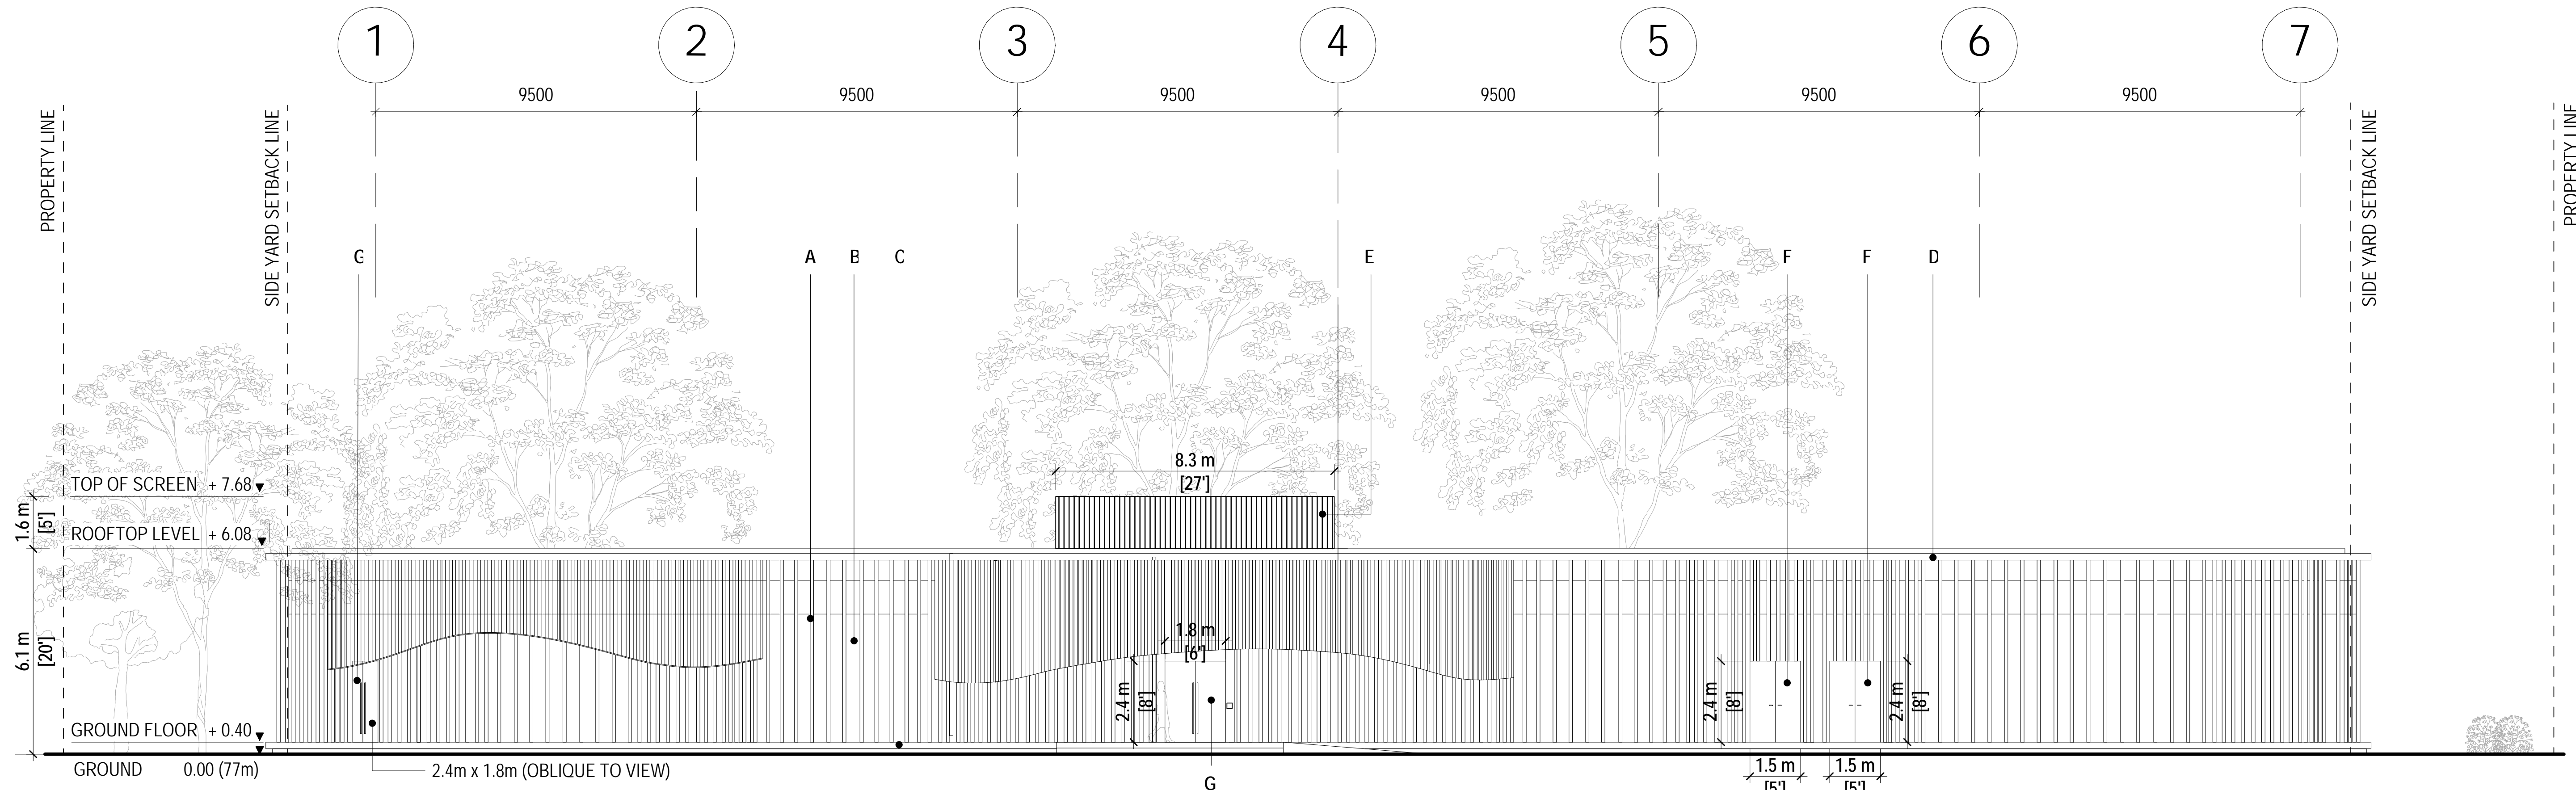 1 2 3 4 5 6 7
9500 9500 9500 9500 9500 9500
PROPERTY LINE
SIDE YARD SETBACK LINE
SIDE YARD SETBACK LINE
PROPERTY LINE
G A B C E F F D
8.3 m
[27']
TOP OF SCREEN + 7.68
1.6 m
[5']
ROOFTOP LEVEL + 6.08
6.1 m
[20']
1.8 m
[6']
2.4 m
[8']
2.4 m
[8']
2.4 m
[8']
GROUND FLOOR + 0.40
GROUND 0.00 (77m)
2.4m x 1.8m (OBLIQUE TO VIEW)
G
1.5 m 1.5 m
[5'] [5']